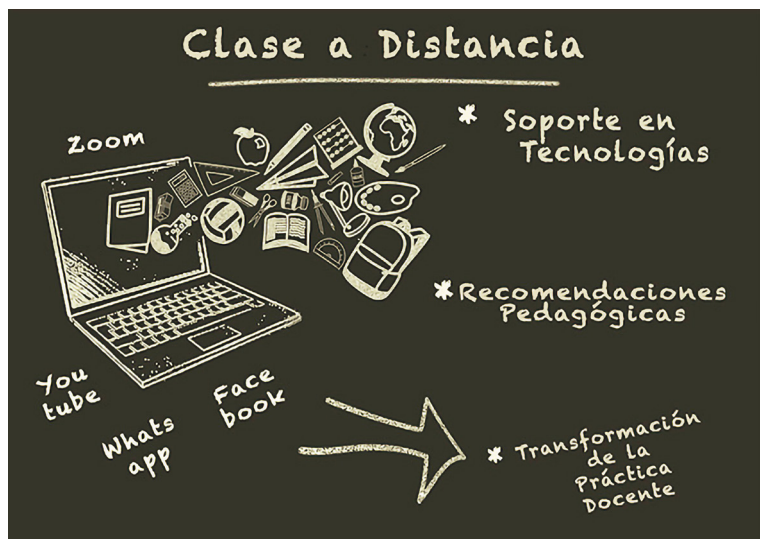 Clase a Distancia
Zoom
* Soporte en
Tecnologías
* Recomendaciones
Pedagógicas
You
tube
Whats
app
Face
book
* Transformación
de la
Práctica
Docente